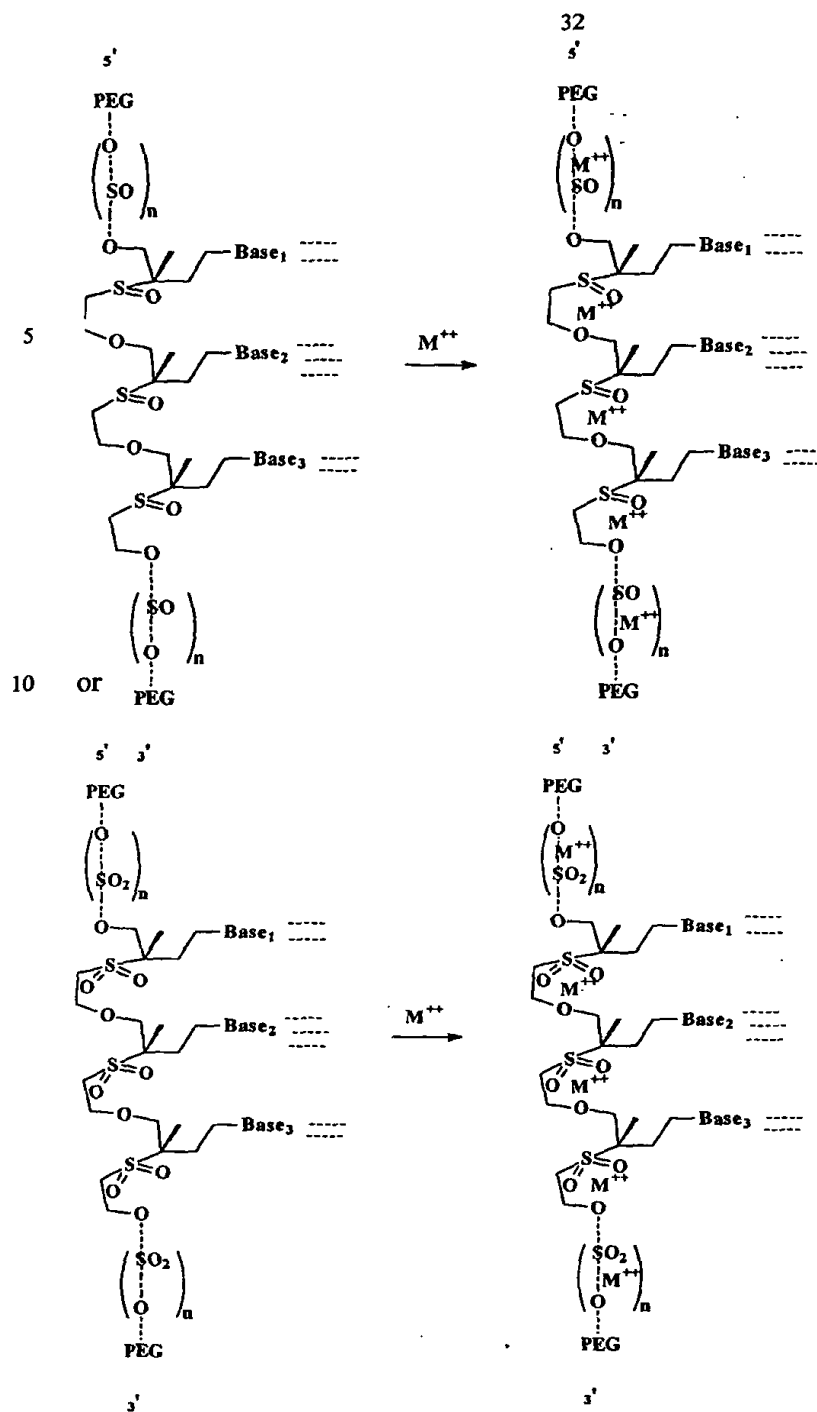 32
5' 5'
PEG PEG
O O
M++
( SO )n ( SO )n
O Base1 O Base1
S=O S=O
M++
5 O Base2 M++ O Base2
S=O S=O
M++
O Base3 O Base3
S=O S=O
M++
O O
( SO )n ( SO )n
M++
O O
10 or PEG PEG
5' 3' 5' 3'
PEG PEG
O O
M++
( SO2 )n ( SO2 )n
O Base1 O Base1
S=O S=O
O O
M++
O Base2 M++ O Base2
S=O S=O
O O
M++
O Base3 O Base3
S=O S=O
O O
M++
O O
( SO2 )n ( SO2 )n
M++
O O
PEG PEG
3' 3'